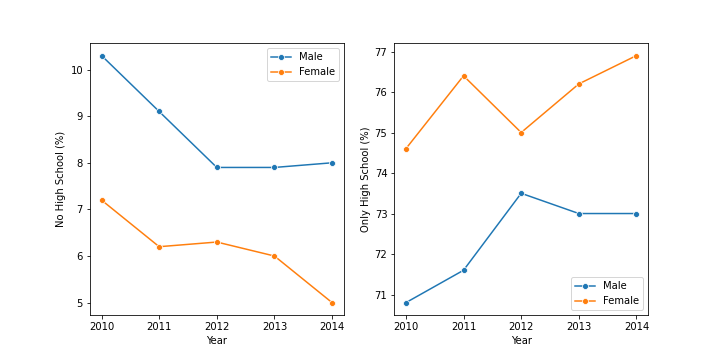 No High School (%)
10
9
8
7
6
5
2010 2011 2012 2013 2014
Year
Male
Female
Only High School (%)
77
76
75
74
73
72
71
2010 2011 2012 2013 2014
Year
Male
Female